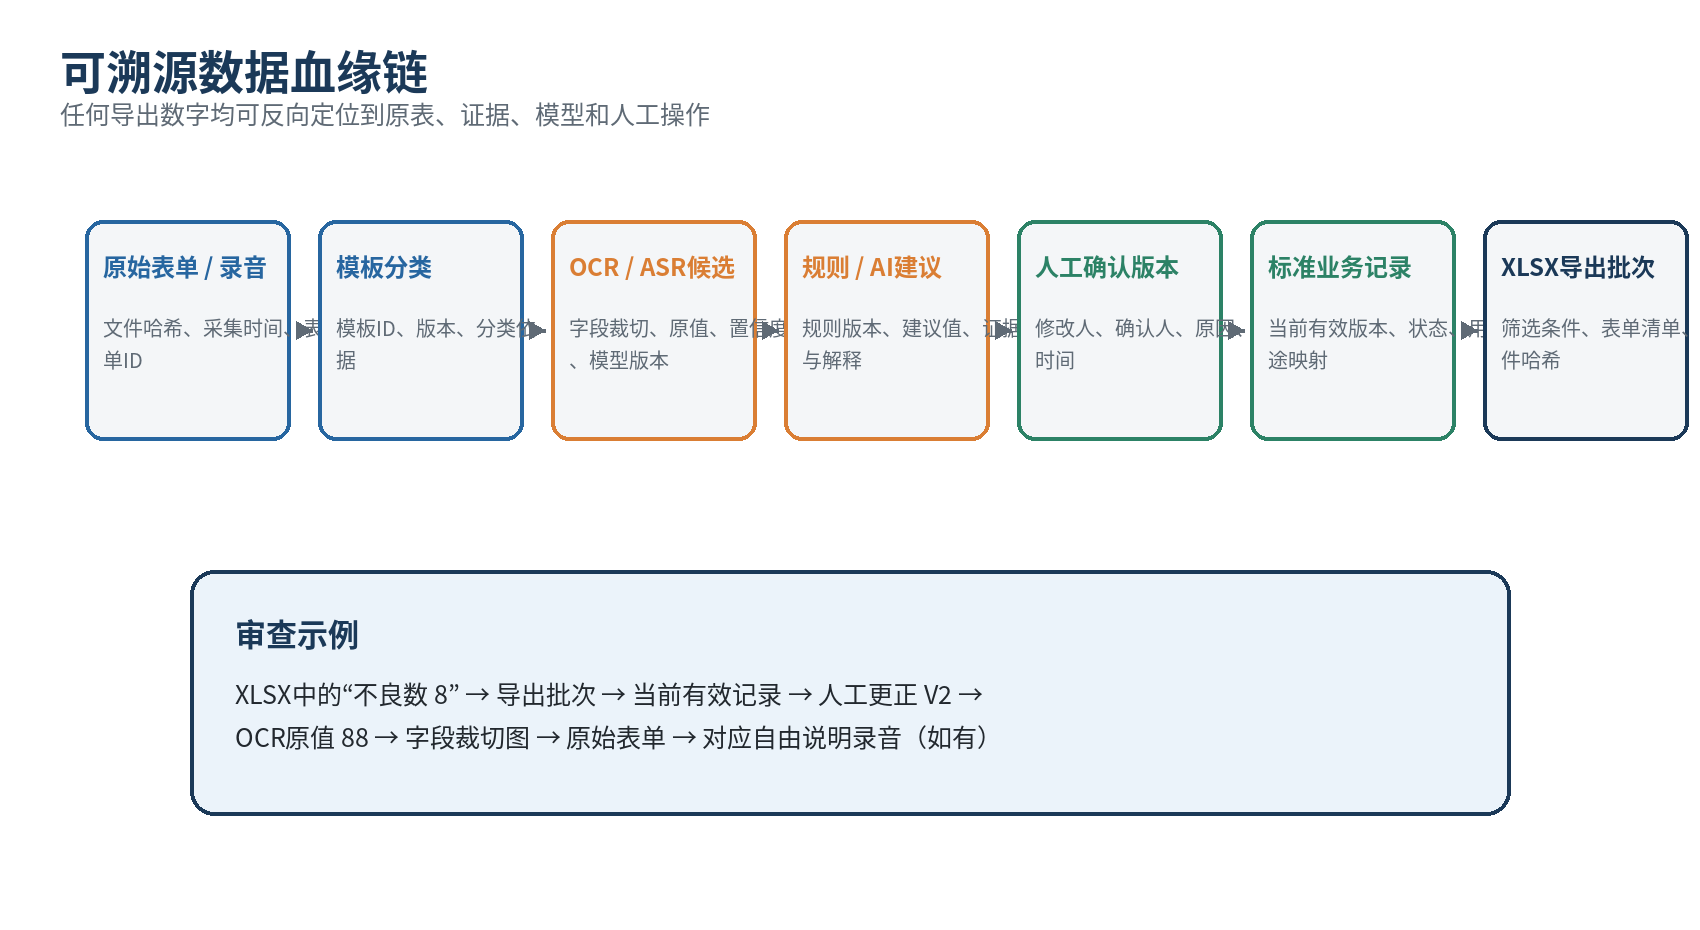 可溯源数据血缘链
任何导出数字均可反向定位到原表、证据、模型和人工操作
原始表单 / 录音
文件哈希、采集时间、表
单ID
模板分类
模板ID、版本、分类依
据
OCR / ASR候选
字段裁切、原值、置信度
、模型版本
规则 / AI建议
规则版本、建议值、证据
与解释
人工确认版本
修改人、确认人、原因、
时间
标准业务记录
当前有效版本、状态、用
途映射
XLSX导出批次
筛选条件、表单清单、
件哈希
审查示例
XLSX中的“不良数 8” → 导出批次 → 当前有效记录 → 人工更正 V2 →
OCR原值 88 → 字段裁切图 → 原始表单 → 对应自由说明录音（如有）